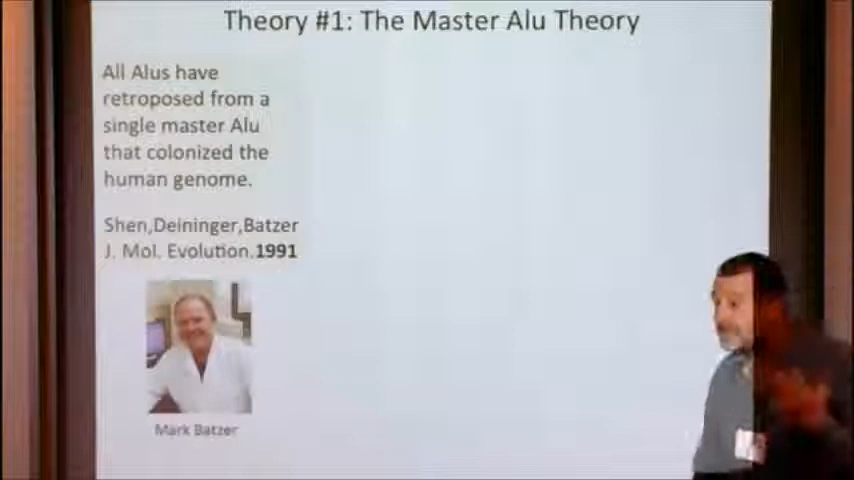 Theory #1: The Master Alu Theory
All Alus have
retroposed from a
single master Alu
that colonized the
human genome.
Shen,Deininger,Batzer
J. Mol. Evolution.1991
Mark Batzer